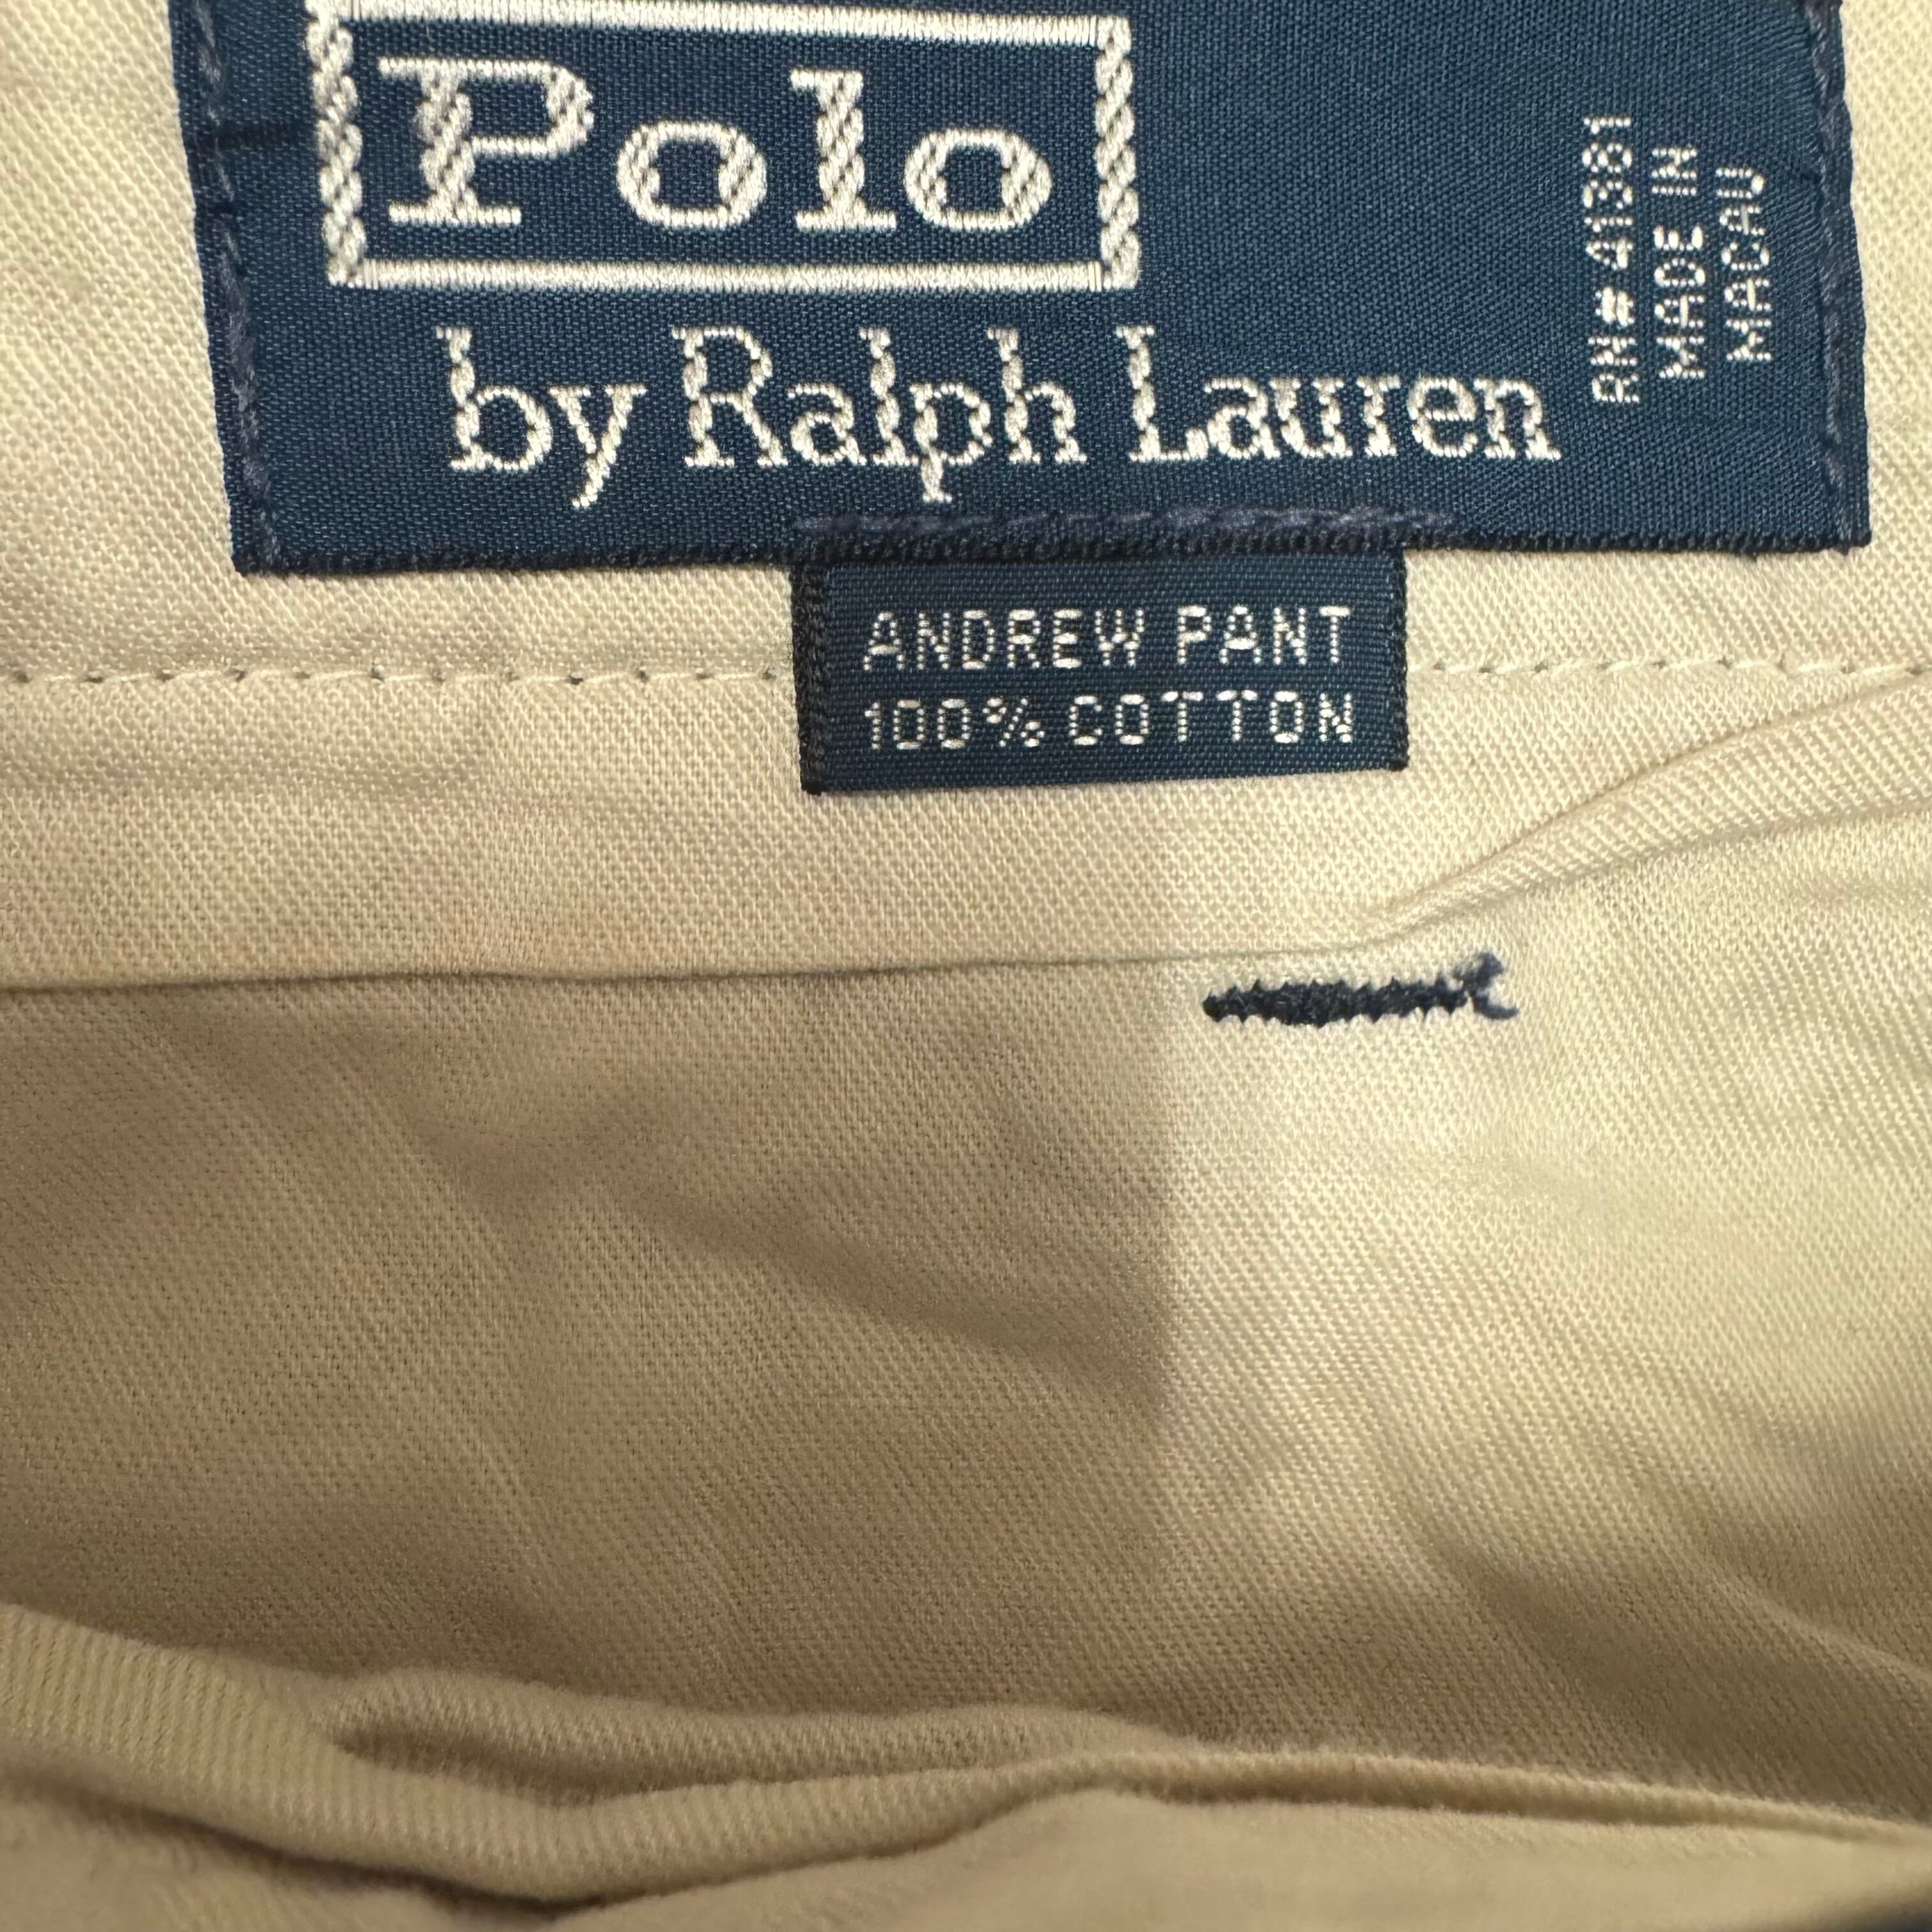 Polo
by Ralph Lauren
RN# 41381
MADE IN
MACAU
ANDREW PANT
100% COTTON